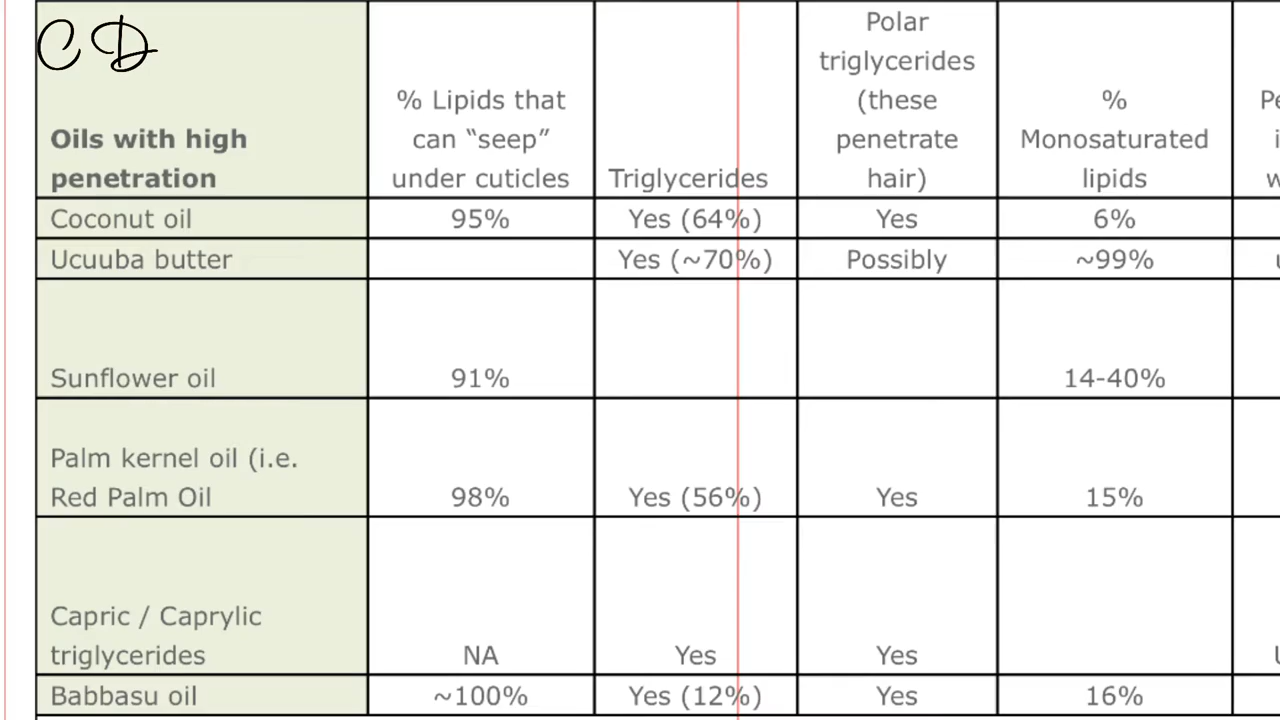 CD
Oils with high
penetration
% Lipids that
can “seep”
under cuticles
Triglycerides
Polar
triglycerides
(these
penetrate
hair)
%
Monosaturated
lipids
Coconut oil 95% Yes (64%) Yes 6%
Ucuuba butter Yes (~70%) Possibly ~99%
Sunflower oil 91% 14-40%
Palm kernel oil (i.e.
Red Palm Oil 98% Yes (56%) Yes 15%
Capric / Caprylic
triglycerides NA Yes Yes
Babbasu oil ~100% Yes (12%) Yes 16%